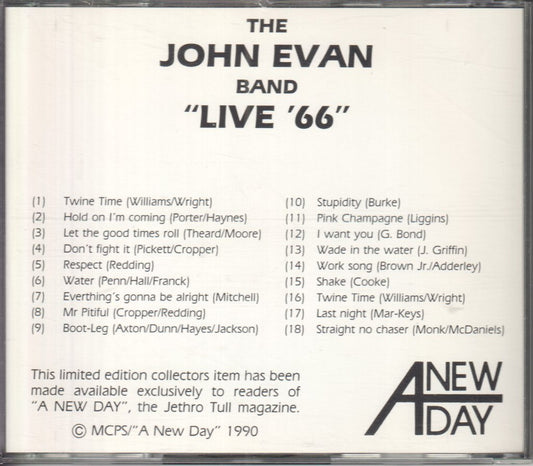 THE
JOHN EVAN
BAND
“LIVE ’66”
(1) Twine Time (Williams/Wright)
(2) Hold on I’m coming (Porter/Haynes)
(3) Let the good times roll (Theard/Moore)
(4) Don’t fight it (Pickett/Cropper)
(5) Respect (Redding)
(6) Water (Penn/Hall/Franck)
(7) Everthing’s gonna be alright (Mitchell)
(8) Mr Pitiful (Cropper/Redding)
(9) Boot-Leg (Axton/Dunn/Hayes/Jackson)
(10) Stupidity (Burke)
(11) Pink Champagne (Liggins)
(12) I want you (G. Bond)
(13) Wade in the water (J. Griffin)
(14) Work song (Brown Jr./Adderley)
(15) Shake (Cooke)
(16) Twine Time (Williams/Wright)
(17) Last night (Mar-Keys)
(18) Straight no chaser (Monk/McDaniels)
This limited edition collectors item has been
made available exclusively to readers of
“A NEW DAY”, the Jethro Tull magazine.
© MCPS/“A New Day” 1990
A NEW
DAY